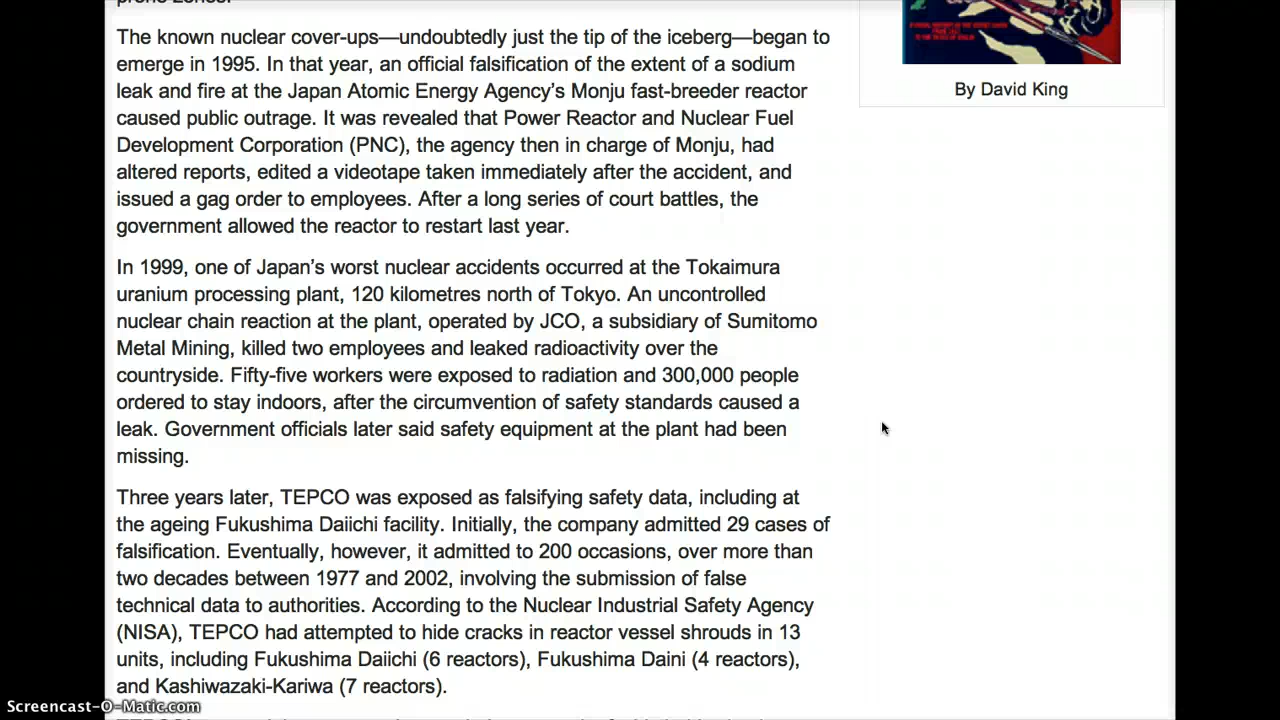 prone zones.
The known nuclear cover-ups—undoubtedly just the tip of the iceberg—began to
emerge in 1995. In that year, an official falsification of the extent of a sodium
leak and fire at the Japan Atomic Energy Agency’s Monju fast-breeder reactor
caused public outrage. It was revealed that Power Reactor and Nuclear Fuel
Development Corporation (PNC), the agency then in charge of Monju, had
altered reports, edited a videotape taken immediately after the accident, and
issued a gag order to employees. After a long series of court battles, the
government allowed the reactor to restart last year.
In 1999, one of Japan’s worst nuclear accidents occurred at the Tokaimura
uranium processing plant, 120 kilometres north of Tokyo. An uncontrolled
nuclear chain reaction at the plant, operated by JCO, a subsidiary of Sumitomo
Metal Mining, killed two employees and leaked radioactivity over the
countryside. Fifty-five workers were exposed to radiation and 300,000 people
ordered to stay indoors, after the circumvention of safety standards caused a
leak. Government officials later said safety equipment at the plant had been
missing.
Three years later, TEPCO was exposed as falsifying safety data, including at
the ageing Fukushima Daiichi facility. Initially, the company admitted 29 cases of
falsification. Eventually, however, it admitted to 200 occasions, over more than
two decades between 1977 and 2002, involving the submission of false
technical data to authorities. According to the Nuclear Industrial Safety Agency
(NISA), TEPCO had attempted to hide cracks in reactor vessel shrouds in 13
units, including Fukushima Daiichi (6 reactors), Fukushima Daini (4 reactors),
and Kashiwazaki-Kariwa (7 reactors).
By David King
Screencast-O-Matic.com